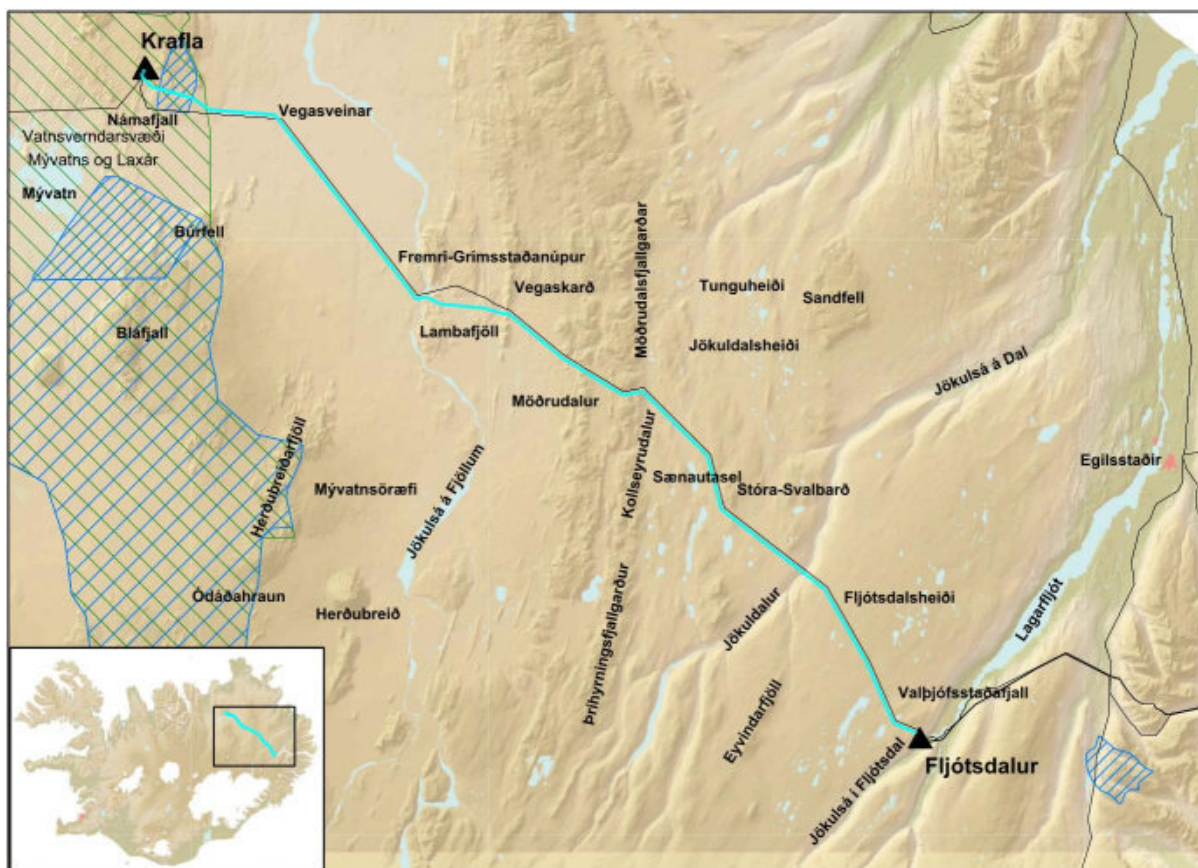 Krafla
Námafjall
Vegasveinar
Vatnsverndarsvæði
Mývatns og Laxár
Mývatn
Búrfell
Fremri-Grímsstaðanúpur
Vegaskarð
Möðrudalsfjallgarðar
Tunguheiði
Sandfell
Bláfjall
Lambafjöll
Jökuldalsheiði
Jökulsá á Dal
Möðrudalur
Herðubreiðarfjöll
Mývatnsöræfi
Jökulsá á Fjöllum
Kollseyrudalur
Sænautasel
Stóra-Svalbarð
Egilsstaðir
Ódáðahraun
Herðubreið
Þríhyrningsfjallgarður
Jökuldalur
Fljótsdalsheiði
Lagarfljót
Eyvindarfjöll
Valþjófsstaðafjall
Jökulsá í Fljótsdal
Fljótsdalur